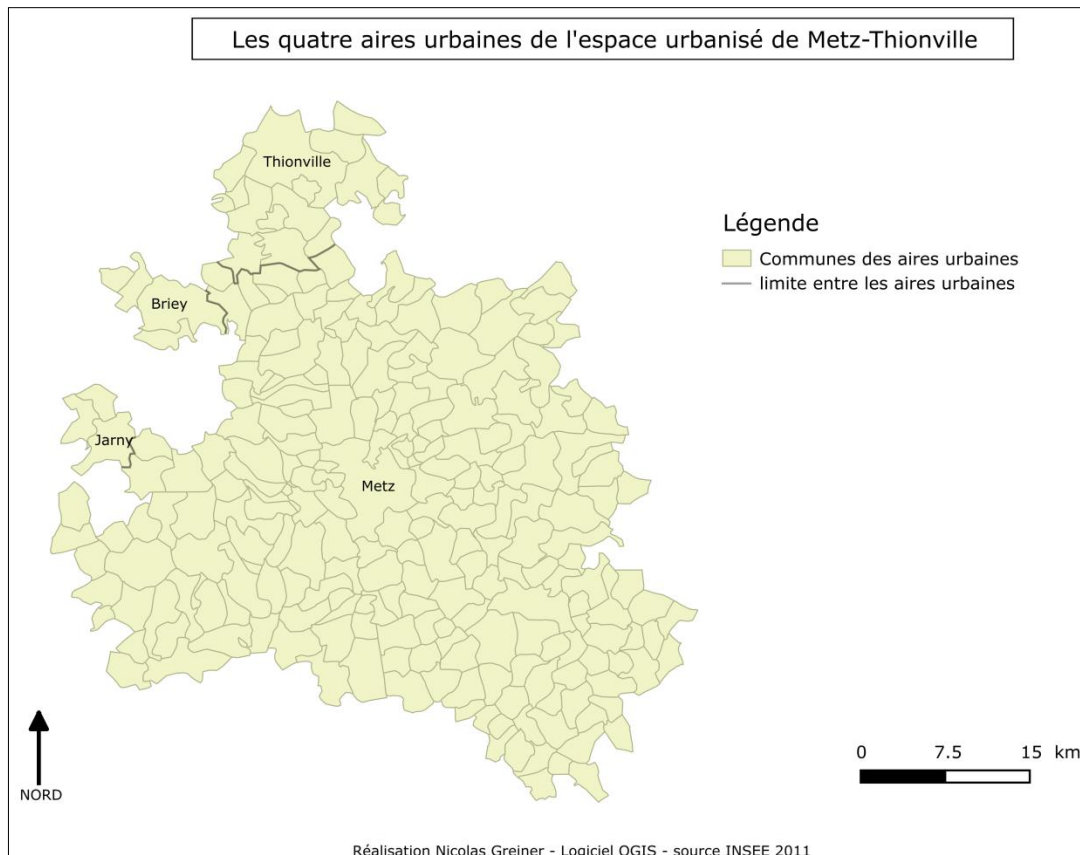 Les quatre aires urbaines de l'espace urbanisé de Metz-Thionville
Thionville
Légende
Communes des aires urbaines
limite entre les aires urbaines
Briey
Jarny
Metz
0 7.5 15 km
NORD
Réalisation Nicolas Greiner - Logiciel QGIS - source INSEE 2011